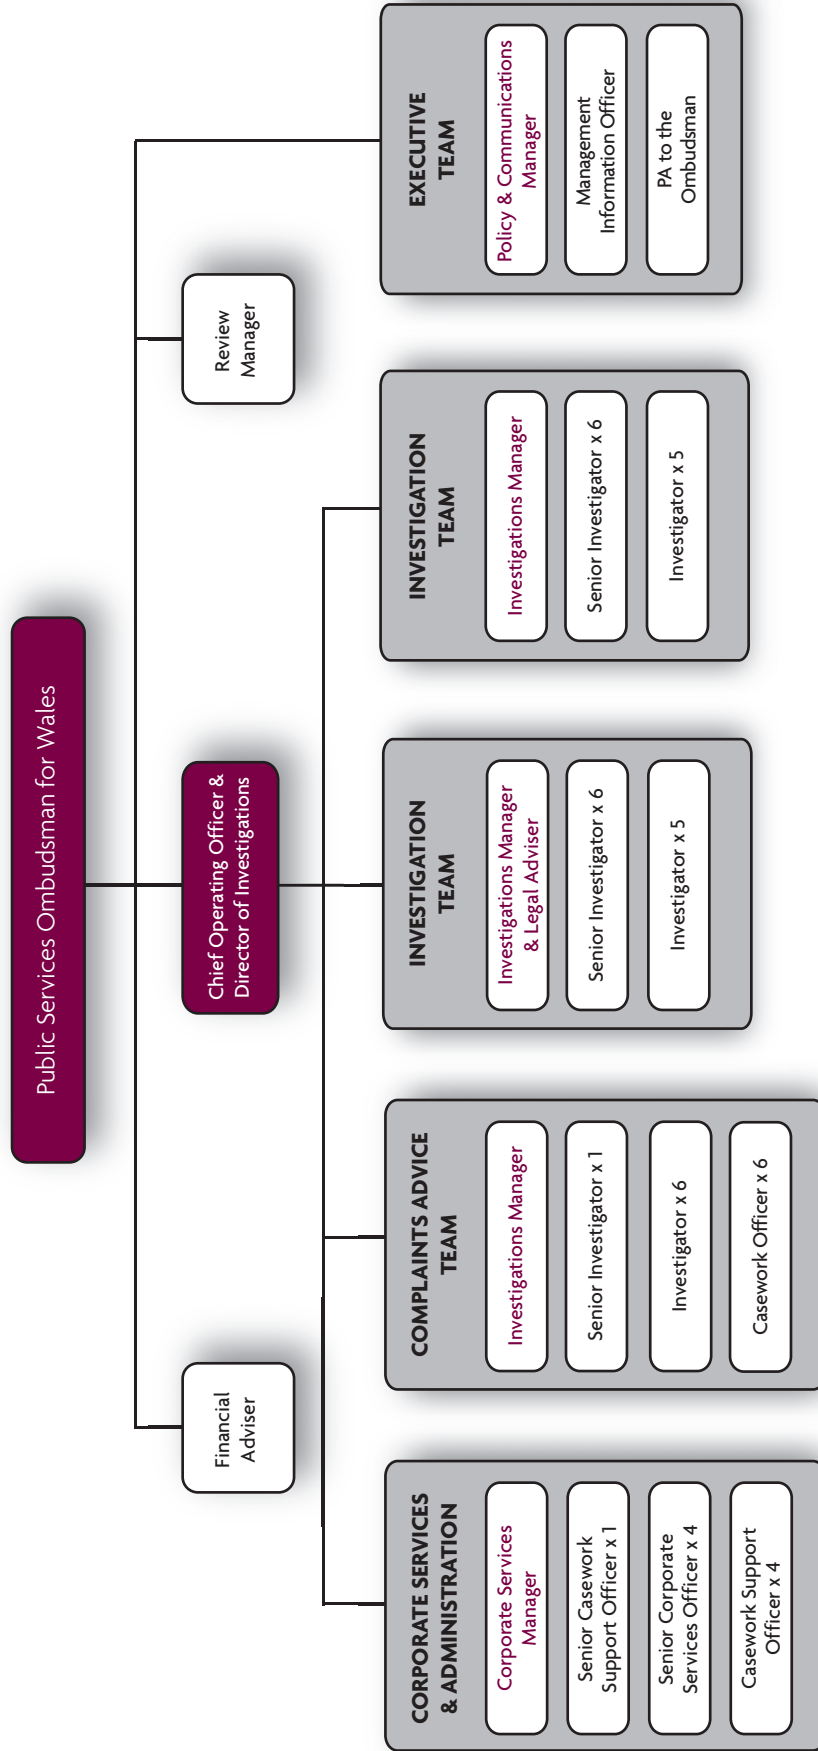 Public Services Ombudsman for Wales
Financial
Adviser
Chief Operating Officer &
Director of Investigations
Review
Manager
CORPORATE SERVICES
& ADMINISTRATION
Corporate Services
Manager
Senior Casework
Support Officer x 1
Senior Corporate
Services Officer x 4
Casework Support
Officer x 4
COMPLAINTS ADVICE
TEAM
Investigations Manager
Senior Investigator x 1
Investigator x 6
Casework Officer x 6
INVESTIGATION
TEAM
Investigations Manager
& Legal Adviser
Senior Investigator x 6
Investigator x 5
INVESTIGATION
TEAM
Investigations Manager
Senior Investigator x 6
Investigator x 5
EXECUTIVE
TEAM
Policy & Communications
Manager
Management
Information Officer
PA to the
Ombudsman